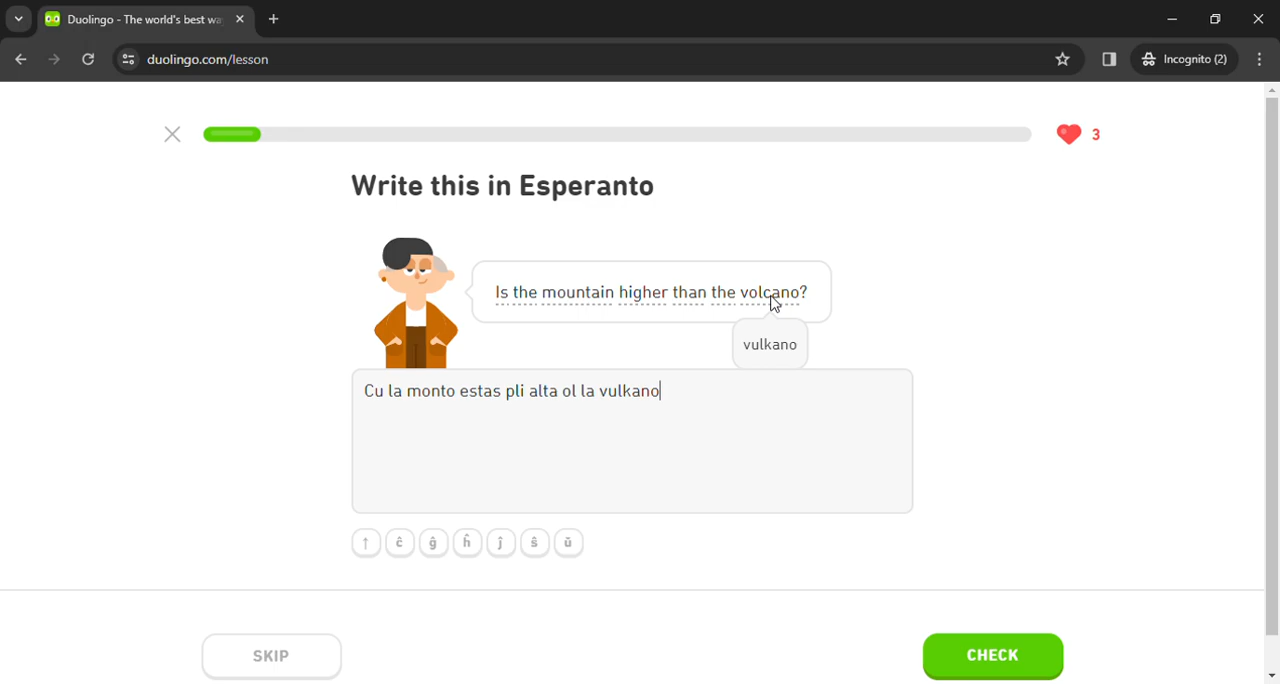 Duolingo - The world's best wa
duolingo.com/lesson
Incognito (2)
3
Write this in Esperanto
Is the mountain higher than the volcano?
vulkano
Cu la monto estas pli alta ol la vulkano
↑ ĉ ĝ ĥ ĵ ŝ ŭ
SKIP
CHECK